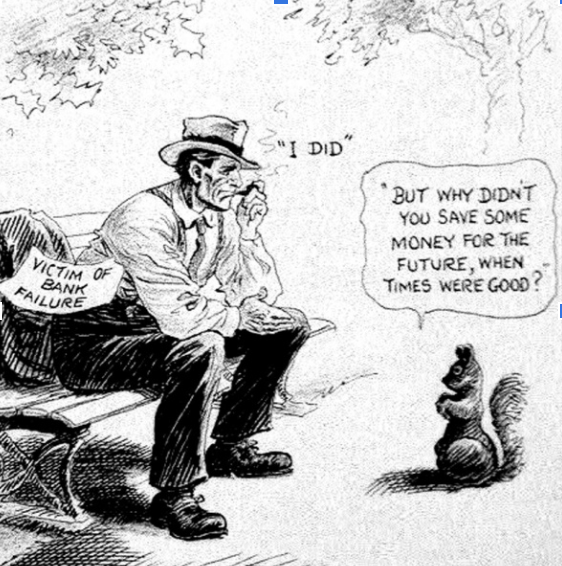 "BUT WHY DIDN'T
YOU SAVE SOME
MONEY FOR THE
FUTURE, WHEN
TIMES WERE GOOD?"
"I DID"
VICTIM OF
BANK
FAILURE